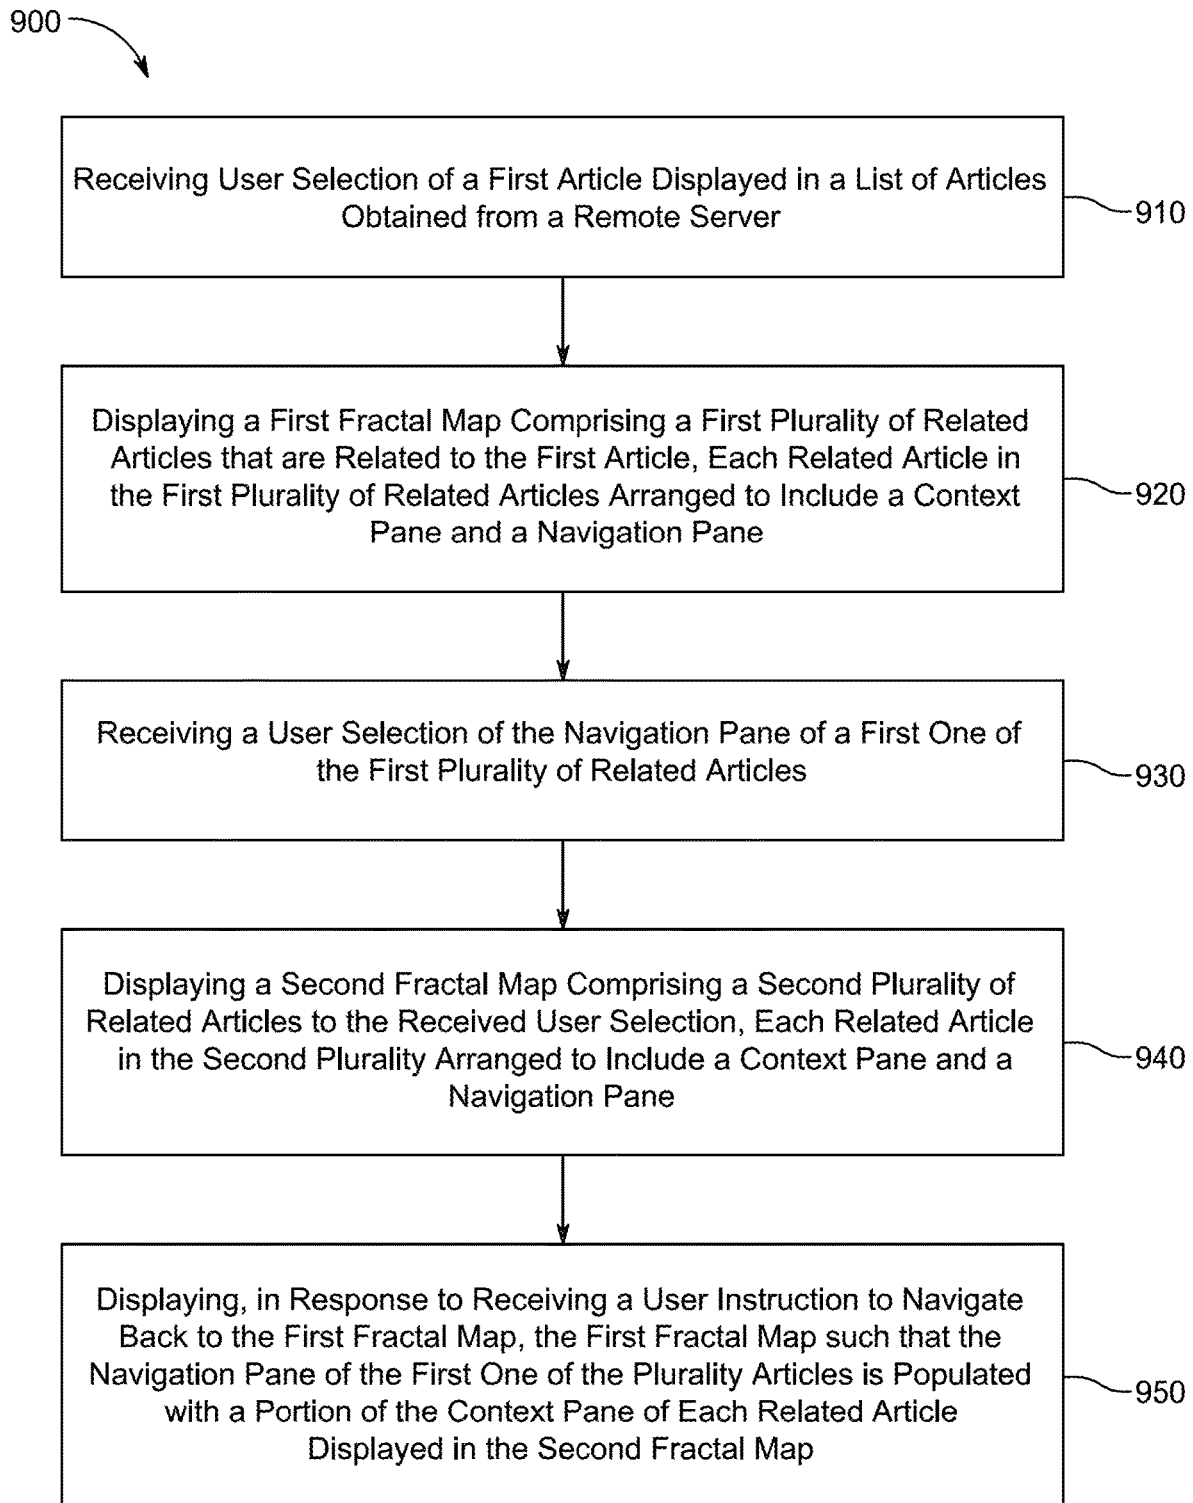 900
Receiving User Selection of a First Article Displayed in a List of Articles
Obtained from a Remote Server
910
Displaying a First Fractal Map Comprising a First Plurality of Related
Articles that are Related to the First Article, Each Related Article in
the First Plurality of Related Articles Arranged to Include a Context
Pane and a Navigation Pane
920
Receiving a User Selection of the Navigation Pane of a First One of
the First Plurality of Related Articles
930
Displaying a Second Fractal Map Comprising a Second Plurality of
Related Articles to the Received User Selection, Each Related Article
in the Second Plurality Arranged to Include a Context Pane and a
Navigation Pane
940
Displaying, in Response to Receiving a User Instruction to Navigate
Back to the First Fractal Map, the First Fractal Map such that the
Navigation Pane of the First One of the Plurality Articles is Populated
with a Portion of the Context Pane of Each Related Article
Displayed in the Second Fractal Map
950